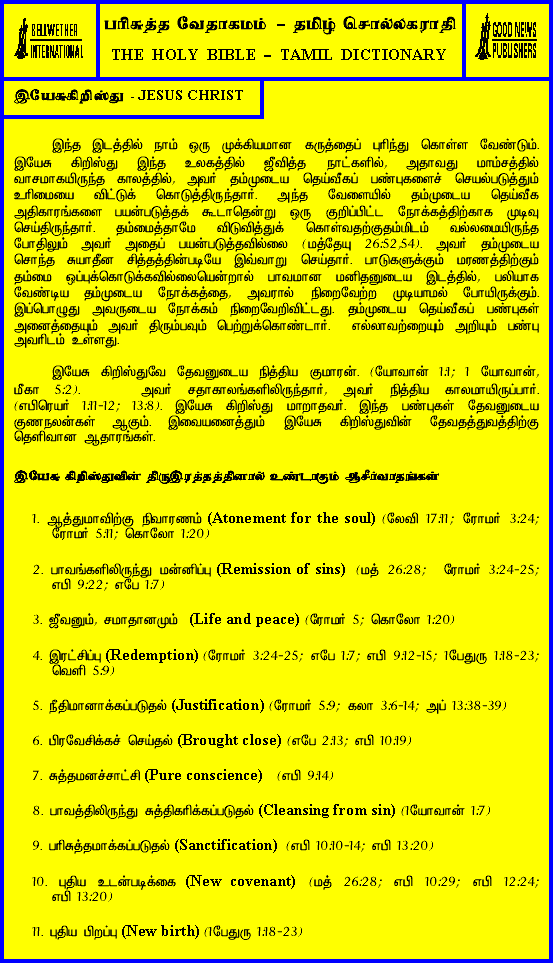 BELLWETHER
INTERNATIONAL
பரிசுத்த வேதாகமம் – தமிழ் சொல்லகராதி
THE HOLY BIBLE – TAMIL DICTIONARY
GOOD NEWS
PUBLISHERS
இயேசுகிறிஸ்து - JESUS CHRIST
இந்த இடத்தில் நாம் ஒரு முக்கியமான கருத்தைப் புரிந்து கொள்ள வேண்டும்.
இயேசு கிறிஸ்து இந்த உலகத்தில் ஜீவித்த நாட்களில், அதாவது மாம்சத்தில்
வாசமாகயிருந்த காலத்தில், அவர் தம்முடைய தெய்வீகப் பண்புகளைச் செயல்படுத்தும்
உரிமையை விட்டுக் கொடுத்திருந்தார். அந்த வேளையில் தம்முடைய தெய்வீக
அதிகாரங்களை பயன்படுத்தக் கூடாதென்று ஒரு குறிப்பிட்ட நோக்கத்திற்காக முடிவு
செய்திருந்தார். தம்மைத்தாமே விடுவித்துக் கொள்வதற்குதம்மிடம் வல்லமையிருந்த
போதிலும் அவர் அதைப் பயன்படுத்தவில்லை (மத்தேயு 26:52,54). அவர் தம்முடைய
சொந்த சுயாதீன சித்தத்தின்படியே இவ்வாறு செய்தார். பாடுகளுக்கும் மரணத்திற்கும்
தம்மை ஒப்புக்கொடுக்கவில்லையென்றால் பாவமான மனிதனுடைய இடத்தில், பலியாக
வேண்டிய தம்முடைய நோக்கத்தை, அவரால் நிறைவேற்ற முடியாமல் போயிருக்கும்.
இப்பொழுது அவருடைய நோக்கம் நிறைவேறிவிட்டது. தம்முடைய தெய்வீகப் பண்புகள்
அனைத்தையும் அவர் திரும்பவும் பெற்றுக்கொண்டார். எல்லாவற்றையும் அறியும் பண்பு
அவரிடம் உள்ளது.
இயேசு கிறிஸ்துவே தேவனுடைய நித்திய குமாரன். (யோவான் 1:1; 1 யோவான்,
மீகா 5:2). அவர் சதாகாலங்களிலிருந்தார், அவர் நித்திய காலமாயிருப்பார்.
(எபிரெயர் 1:11-12; 13:8). இயேசு கிறிஸ்து மாறாதவர். இந்த பண்புகள் தேவனுடைய
குணநலன்கள் ஆகும். இவையனைத்தும் இயேசு கிறிஸ்துவின் தேவதத்துவத்திற்கு
தெளிவான ஆதாரங்கள்.
இயேசு கிறிஸ்துவின் திருஇரத்தத்தினால் உண்டாகும் ஆசீர்வாதங்கள்
1. ஆத்துமாவிற்கு நிவாரணம் (Atonement for the soul) (லேவி 17:11; ரோமர் 3:24;
ரோமர் 5:11; கொலோ 1:20)
2. பாவங்களிலிருந்து மன்னிப்பு (Remission of sins) (மத் 26:28; ரோமர் 3:24-25;
எபி 9:22; எபே 1:7)
3. ஜீவனும், சமாதானமும் (Life and peace) (ரோமர் 5; கொலோ 1:20)
4. இரட்சிப்பு (Redemption) (ரோமர் 3:24-25; எபே 1:7; எபி 9:12-15; 1பேதுரு 1:18-23;
வெளி 5:9)
5. நீதிமானாக்கப்படுதல் (Justification) (ரோமர் 5:9; கலா 3:6-14; அப் 13:38-39)
6. பிரவேசிக்கச் செய்தல் (Brought close) (எபே 2:13; எபி 10:19)
7. சுத்தமனச்சாட்சி (Pure conscience) (எபி 9:14)
8. பாவத்திலிருந்து சுத்திகரிக்கப்படுதல் (Cleansing from sin) (1யோவான் 1:7)
9. பரிசுத்தமாக்கப்படுதல் (Sanctification) (எபி 10:10-14; எபி 13:20)
10. புதிய உடன்படிக்கை (New covenant) (மத் 26:28; எபி 10:29; எபி 12:24;
எபி 13:20)
11. புதிய பிறப்பு (New birth) (1பேதுரு 1:18-23)